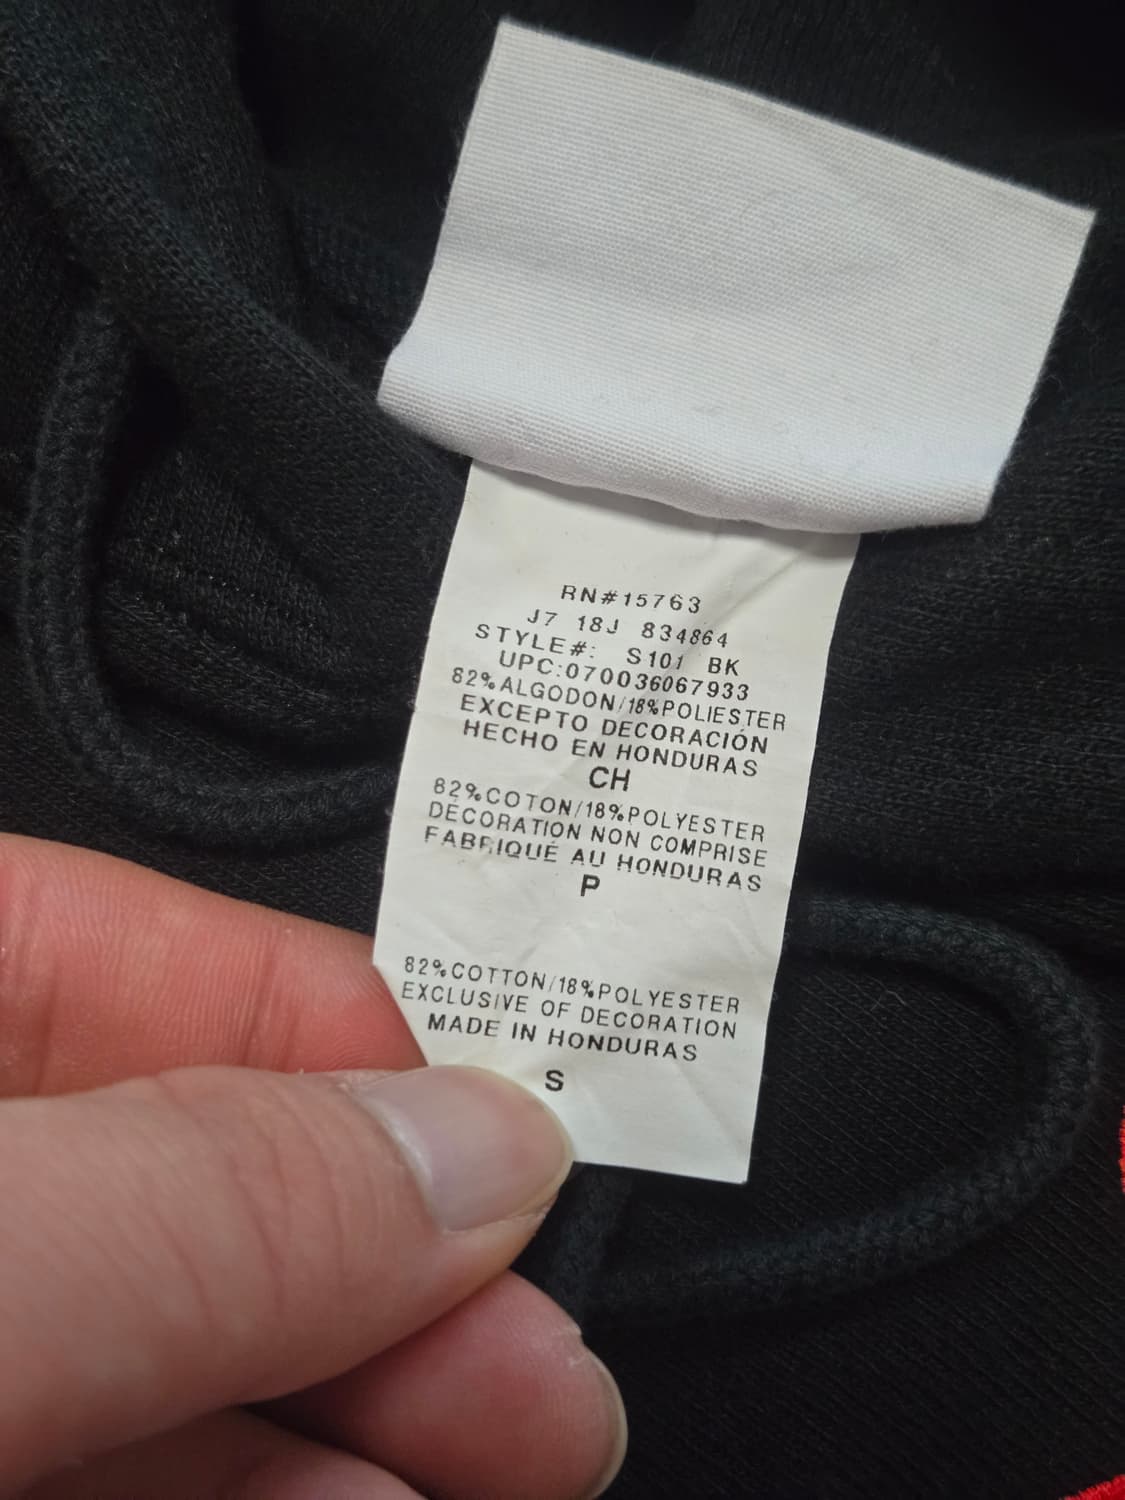 RN#15763
J7 18J 834864
STYLE#: S101 BK
UPC:070036067933
82%ALGODON/18%POLIESTER
EXCEPTO DECORACIÓN
HECHO EN HONDURAS
CH
82%COTON/18%POLYESTER
DÉCORATION NON COMPRISE
FABRIQUÉ AU HONDURAS
P
82%COTTON/18%POLYESTER
EXCLUSIVE OF DECORATION
MADE IN HONDURAS
S